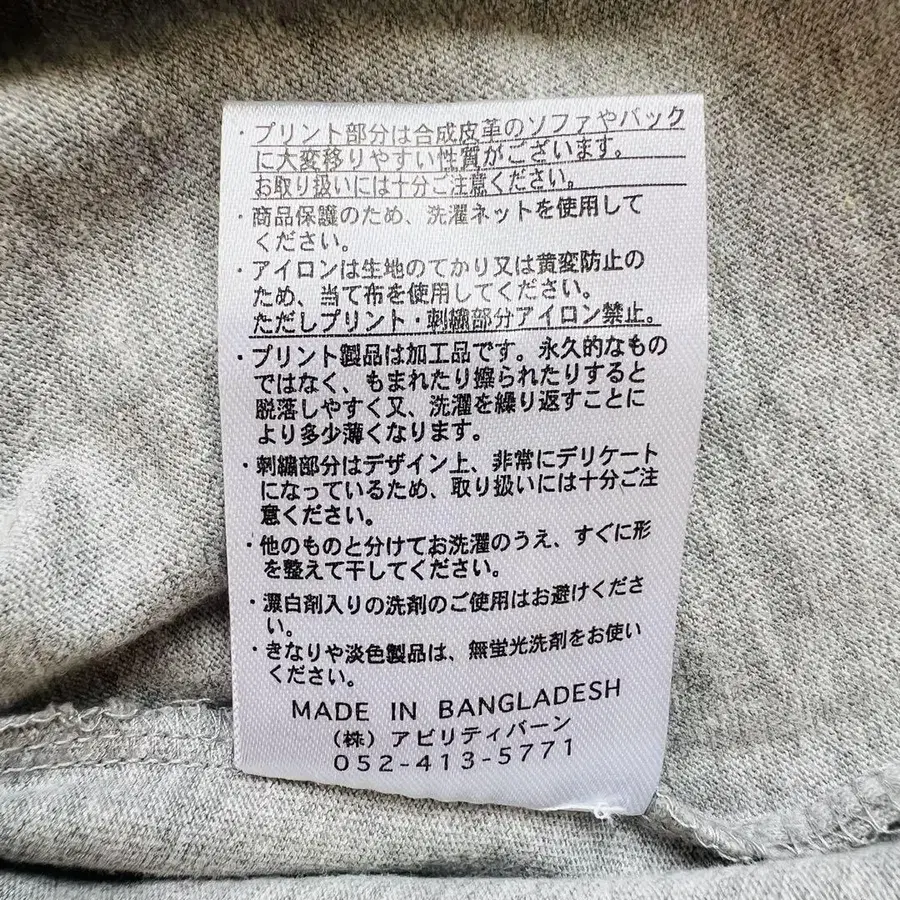 ・プリント部分は合成皮革のソファやバック
に大変移りやすい性質がございます。
お取り扱いには十分ご注意ください。
・商品保護のため、洗濯ネットを使用して
ください。
・アイロンは生地のてかり又は黄変防止の
ため、当て布を使用してください。
ただしプリント・刺繍部分アイロン禁止。
・プリント製品は加工品です。永久的なもの
ではなく、もまれたり擦られたりすると
脱落しやすく又、洗濯を繰り返すことに
より多少薄くなります。
・刺繍部分はデザイン上、非常にデリケート
になっているため、取り扱いには十分ご注
意ください。
・他のものと分けてお洗濯のうえ、すぐに形
を整えて干してください。
・漂白剤入りの洗剤のご使用はお避けくださ
い。
・きなりや淡色製品は、無蛍光洗剤をお使い
ください。
MADE IN BANGLADESH
（株）アビリティバーン
052-413-5771